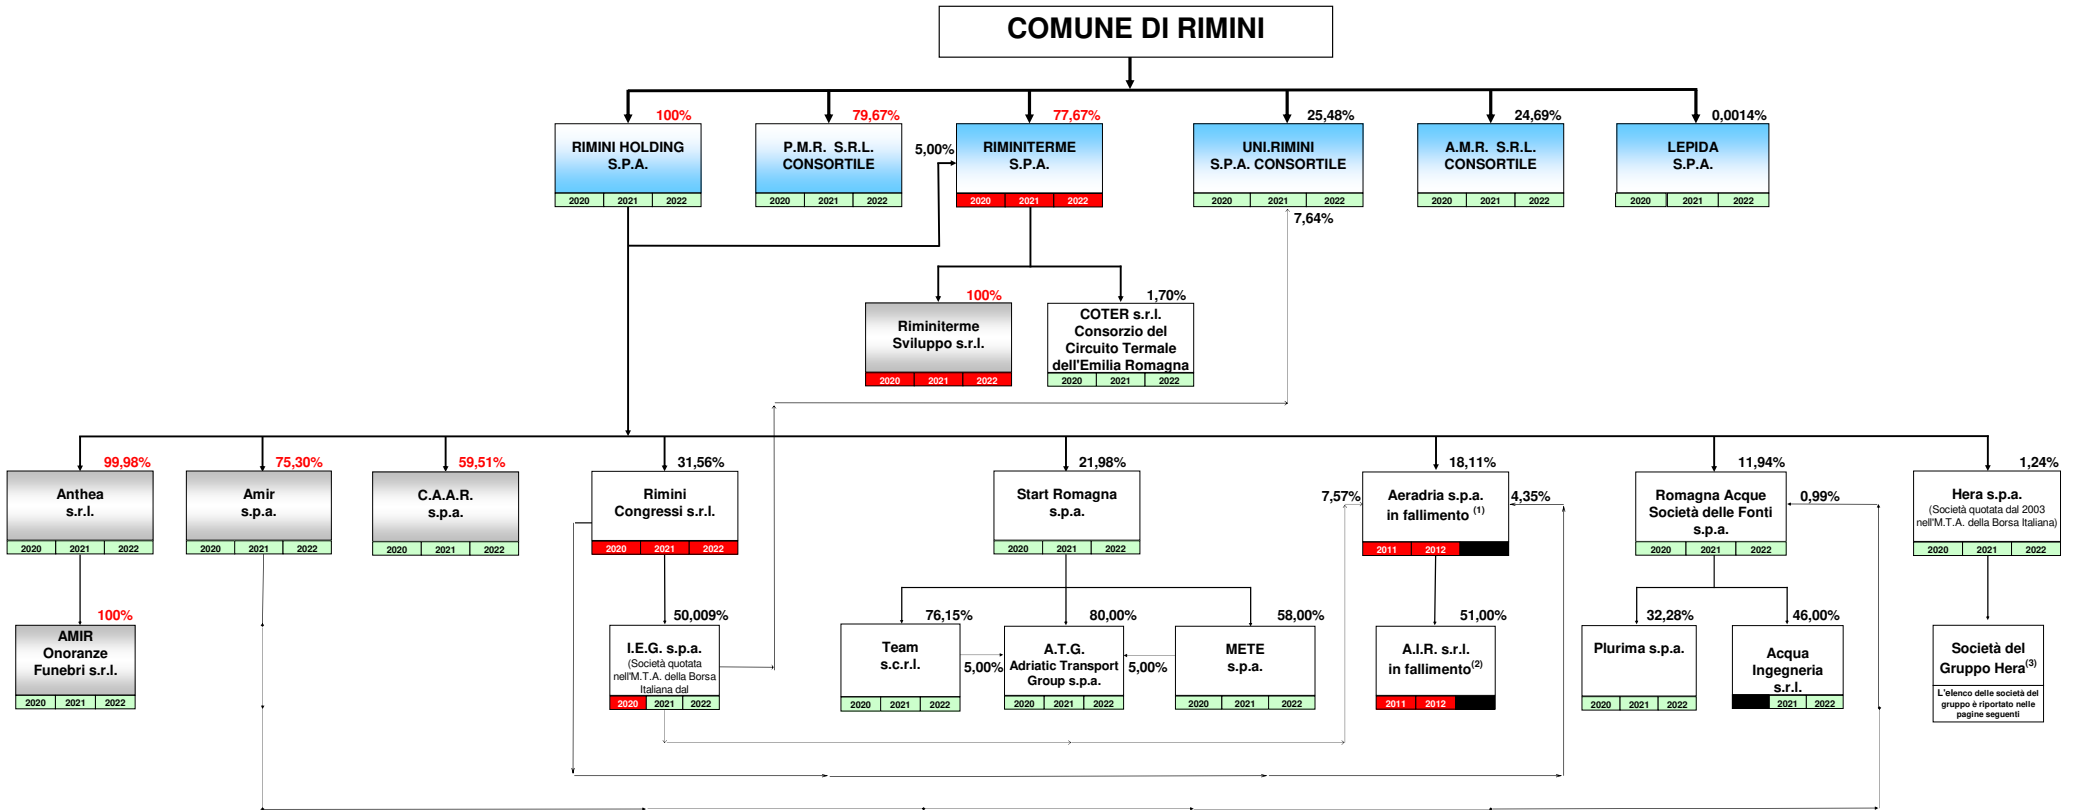 COMUNE DI RIMINI
100%
79,67%
77,67%
25,48%
24,69%
0,0014%
RIMINI HOLDING
S.P.A.
2020 2021 2022
P.M.R. S.R.L.
CONSORTILE
2020 2021 2022
5,00%
RIMINITERME
S.P.A.
2020 2021 2022
UNI.RIMINI
S.P.A. CONSORTILE
2020 2021 2022
7,64%
A.M.R. S.R.L.
CONSORTILE
2020 2021 2022
LEPIDA
S.P.A.
2020 2021 2022
100%
Riminiterme
Sviluppo s.r.l.
2020 2021 2022
1,70%
COTER s.r.l.
Consorzio del
Circuito Termale
dell'Emilia Romagna
2020 2021 2022
99,98%
Anthea
s.r.l.
2020 2021 2022
75,30%
Amir
s.p.a.
2020 2021 2022
59,51%
C.A.A.R.
s.p.a.
2020 2021 2022
31,56%
Rimini
Congressi s.r.l.
2020 2021 2022
21,98%
Start Romagna
s.p.a.
2020 2021 2022
18,11%
7,57%
Aeradria s.p.a.
in fallimento (1)
4,35%
2011 2012
11,94%
Romagna Acque
Società delle Fonti
s.p.a.
0,99%
2020 2021 2022
1,24%
Hera s.p.a.
(Società quotata dal 2003
nell'M.T.A. della Borsa Italiana)
2020 2021 2022
100%
AMIR
Onoranze
Funebri s.r.l.
2020 2021 2022
50,009%
I.E.G. s.p.a.
(Società quotata
nell'M.T.A. della Borsa
Italiana dal
2020 2021 2022
76,15%
Team
s.c.r.l.
2020 2021 2022
5,00%
80,00%
A.T.G.
Adriatic Transport
Group s.p.a.
2020 2021 2022
5,00%
58,00%
METE
s.p.a.
2020 2021 2022
51,00%
A.I.R. s.r.l.
in fallimento(2)
2011 2012
32,28%
Plurima s.p.a.
2020 2021 2022
46,00%
Acqua
Ingegneria
s.r.l.
2021 2022
Società del
Gruppo Hera(3)
L'elenco delle società del
gruppo è riportato nelle
pagine seguenti